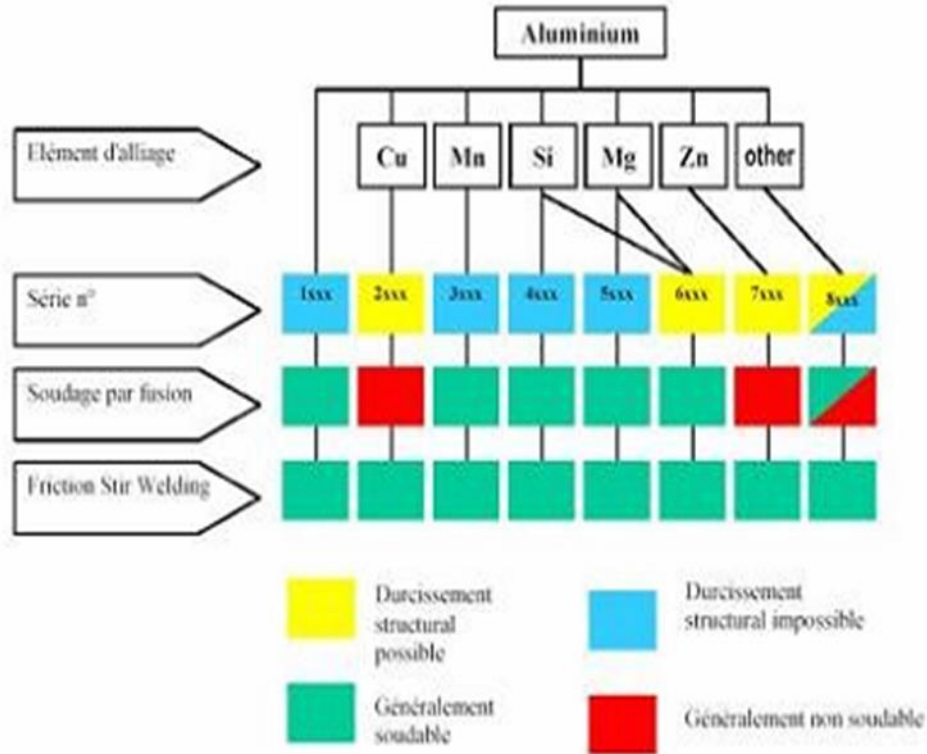 Aluminium
Elément d'alliage
Cu
Mn
Si
Mg
Zn
other
Série n°
1xxx
2xxx
3xxx
4xxx
5xxx
6xxx
7xxx
8xxx
Soudage par fusion
Friction Stir Welding
Durcissement
structural
possible
Durcissement
structural impossible
Généralement
soudable
Généralement non soudable